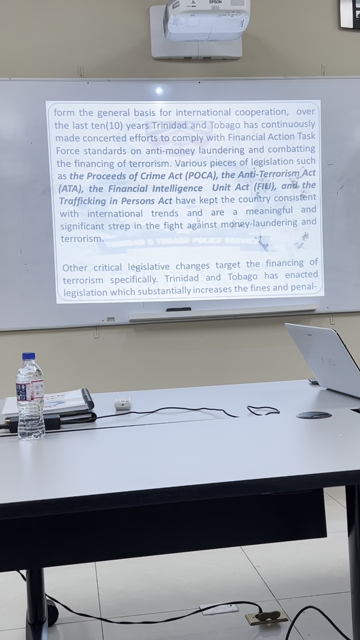 form the general basis for international cooperation, over
the last ten(10) years Trinidad and Tobago has continuously
made concerted efforts to comply with Financial Action Task
Force standards on anti-money laundering and combatting
the financing of terrorism. Various pieces of legislation such
as the Proceeds of Crime Act (POCA), the Anti-Terrorism Act
(ATA), the Financial Intelligence Unit Act (FIU), and the
Trafficking in Persons Act have kept the country consistent
with international trends and are a meaningful and
significant strep in the fight against money-laundering and
terrorism.
Other critical legislative changes target the financing of
terrorism specifically. Trinidad and Tobago has enacted
legislation which substantially increases the fines and penal-